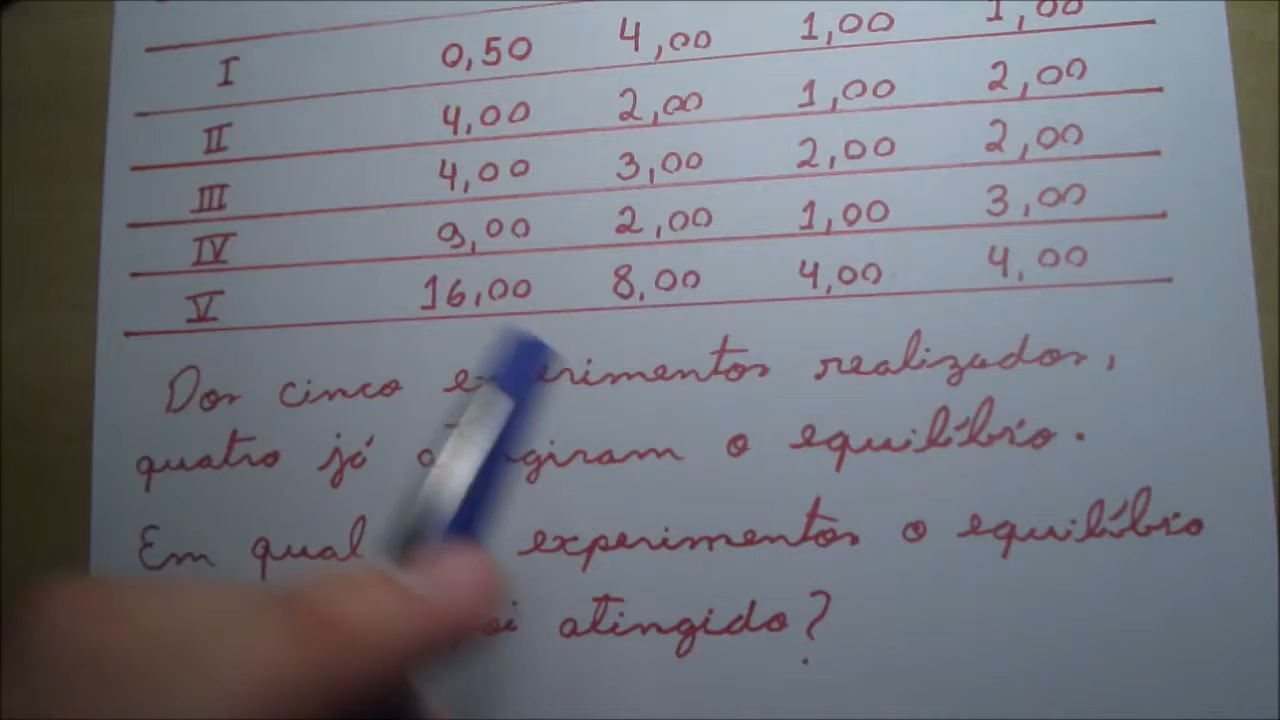 I 0,50 4,00 1,00 1,00
II 4,00 2,00 1,00 2,00
III 4,00 3,00 2,00 2,00
IV 9,00 2,00 1,00 3,00
V 16,00 8,00 4,00 4,00
Dos cinco experimentos realizados,
quatro já atingiram o equilíbrio.
Em qual experimentos o equilíbrio
atingido?